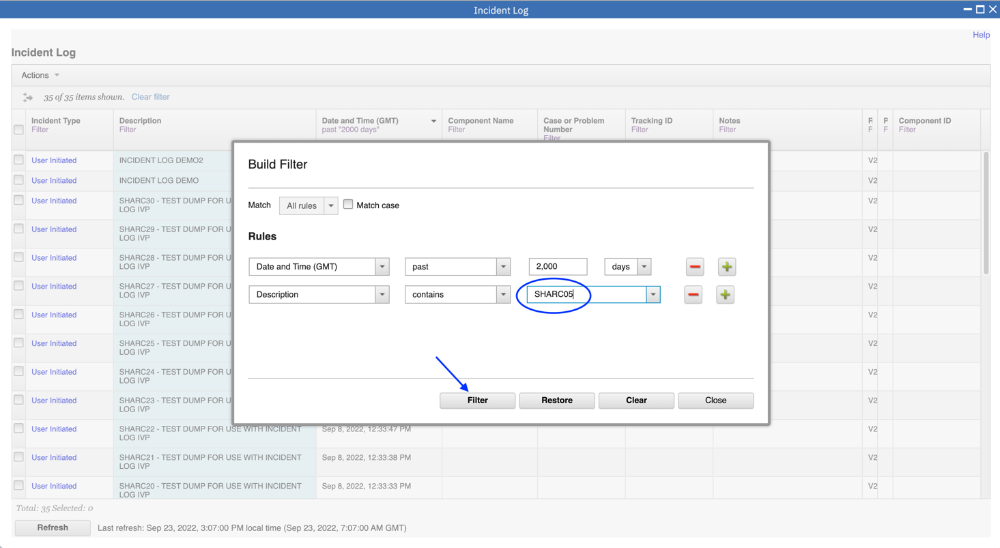 Incident Log
Help
Incident Log
Actions
35 of 35 items shown. Clear filter
Incident Type
Filter
Description
Filter
Date and Time (GMT)
past "2000 days"
Component Name
Filter
Case or Problem
Number
Filter
Tracking ID
Filter
Notes
Filter
R
F
P
F
Component ID
Filter
User Initiated INCIDENT LOG DEMO2 V2
User Initiated INCIDENT LOG DEMO V2
User Initiated SHARC30 - TEST DUMP FOR U V2
LOG IVP
User Initiated SHARC29 - TEST DUMP FOR U V2
LOG IVP
User Initiated SHARC28 - TEST DUMP FOR U V2
LOG IVP
User Initiated SHARC27 - TEST DUMP FOR U V2
LOG IVP
User Initiated SHARC26 - TEST DUMP FOR U V2
LOG IVP
User Initiated SHARC25 - TEST DUMP FOR U V2
LOG IVP
User Initiated SHARC24 - TEST DUMP FOR U V2
LOG IVP
User Initiated SHARC23 - TEST DUMP FOR U V2
LOG IVP
User Initiated SHARC22 - TEST DUMP FOR USE WITH INCIDENT Sep 8, 2022, 12:33:47 PM V2
LOG IVP
User Initiated SHARC21 - TEST DUMP FOR USE WITH INCIDENT Sep 8, 2022, 12:33:38 PM V2
LOG IVP
User Initiated SHARC20 - TEST DUMP FOR USE WITH INCIDENT Sep 8, 2022, 12:33:33 PM V2
LOG IVP
Build Filter
Match All rules Match case
Rules
Date and Time (GMT) past 2,000 days
Description contains SHARC05
Filter Restore Clear Close
Total: 35 Selected: 0
Refresh Last refresh: Sep 23, 2022, 3:07:00 PM local time (Sep 23, 2022, 7:07:00 AM GMT)